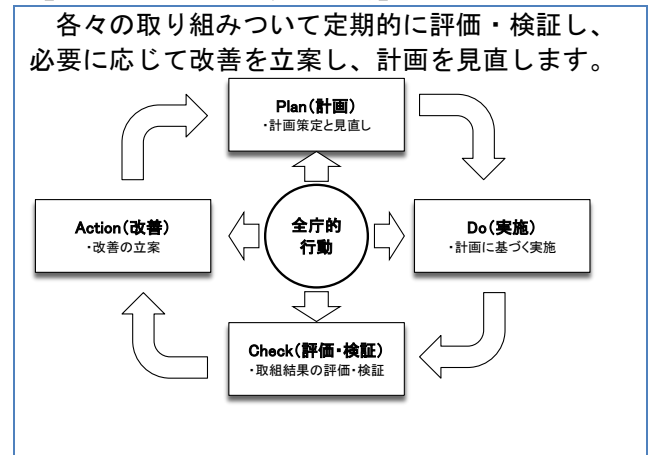 各々の取り組みついて定期的に評価・検証し、
必要に応じて改善を立案し、計画を見直します。
Plan(計画)
・計画策定と見直し
Action(改善)
・改善の立案
全庁的
行動
Do(実施)
・計画に基づく実施
Check(評価・検証)
・取組結果の評価・検証